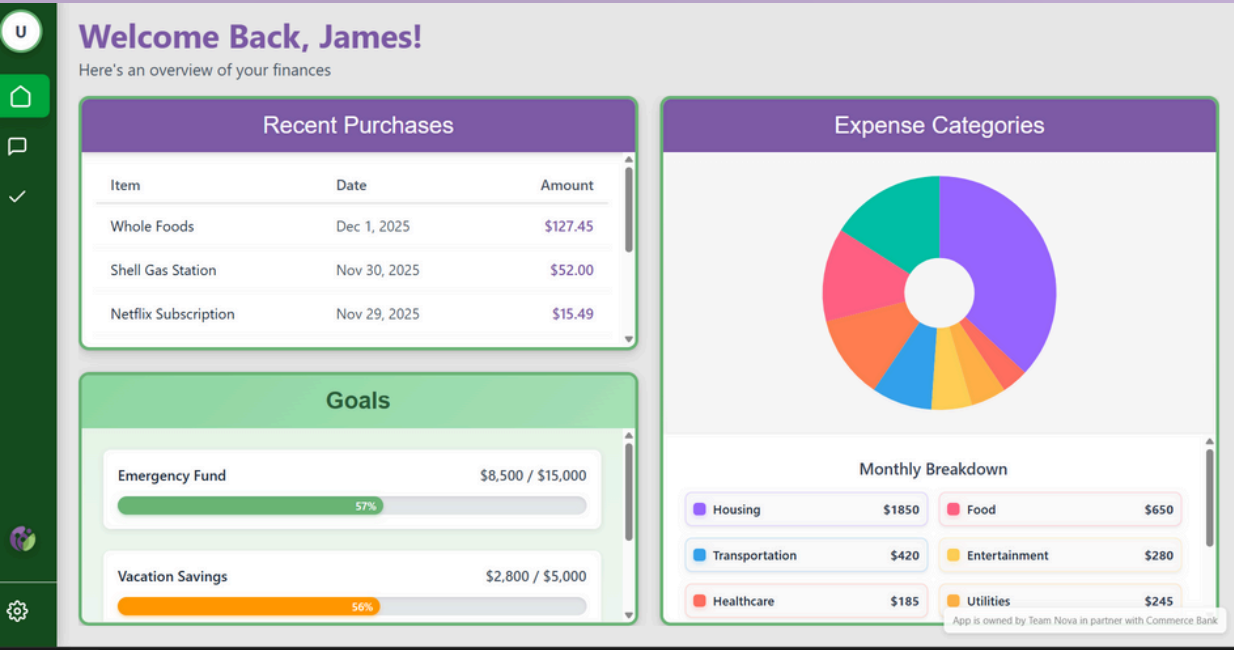 U
Welcome Back, James!
Here's an overview of your finances
Recent Purchases
Item Date Amount
Whole Foods Dec 1, 2025 $127.45
Shell Gas Station Nov 30, 2025 $52.00
Netflix Subscription Nov 29, 2025 $15.49
Goals
Emergency Fund $8,500 / $15,000
57%
Vacation Savings $2,800 / $5,000
56%
Expense Categories
Monthly Breakdown
Housing $1850 Food $650
Transportation $420 Entertainment $280
Healthcare $185 Utilities $245
App is owned by Team Nova in partner with Commerce Bank